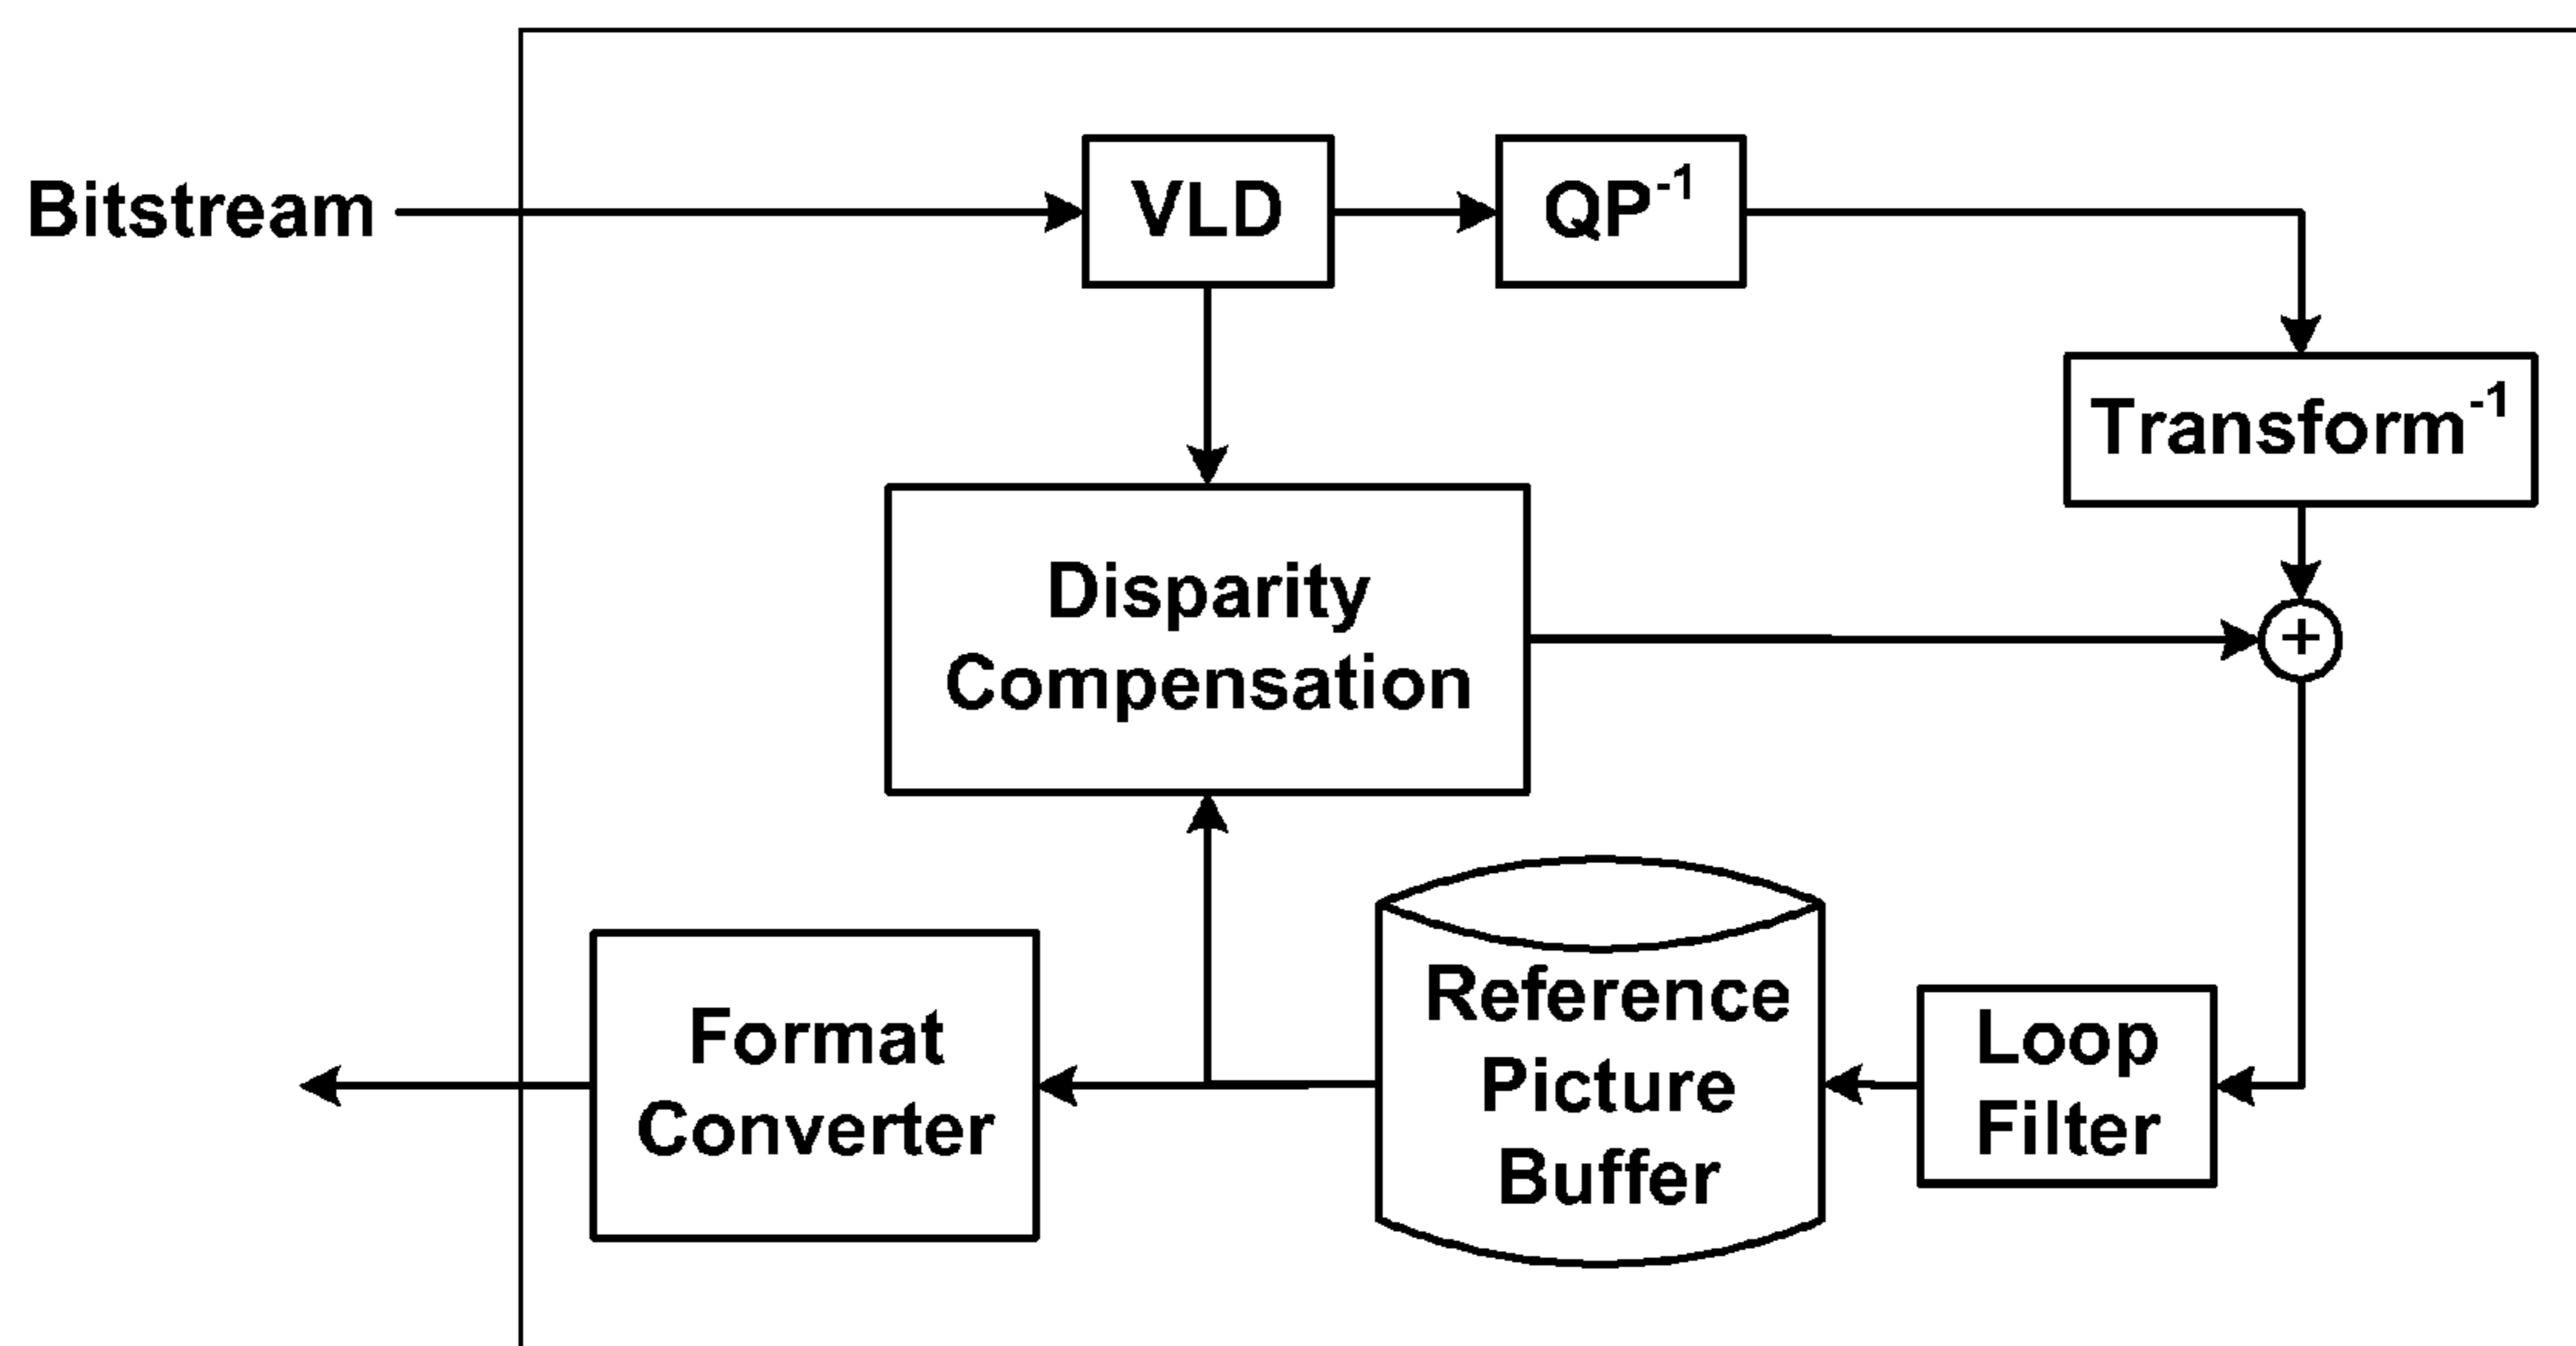 Bitstream
VLD
QP⁻¹
Transform⁻¹
Disparity
Compensation
+
Format
Converter
Reference
Picture
Buffer
Loop
Filter